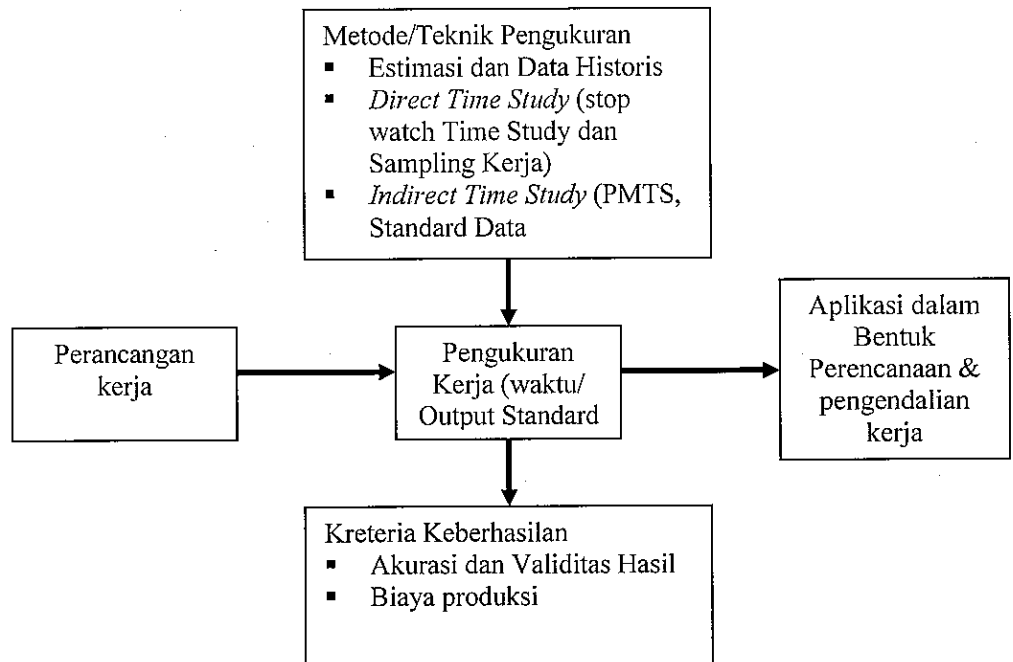 Metode/Teknik Pengukuran
▪ Estimasi dan Data Historis
▪ Direct Time Study (stop
watch Time Study dan
Sampling Kerja)
▪ Indirect Time Study (PMTS,
Standard Data
Perancangan
kerja
Pengukuran
Kerja (waktu/
Output Standard
Aplikasi dalam
Bentuk
Perencanaan &
pengendalian
kerja
Kreteria Keberhasilan
▪ Akurasi dan Validitas Hasil
▪ Biaya produksi